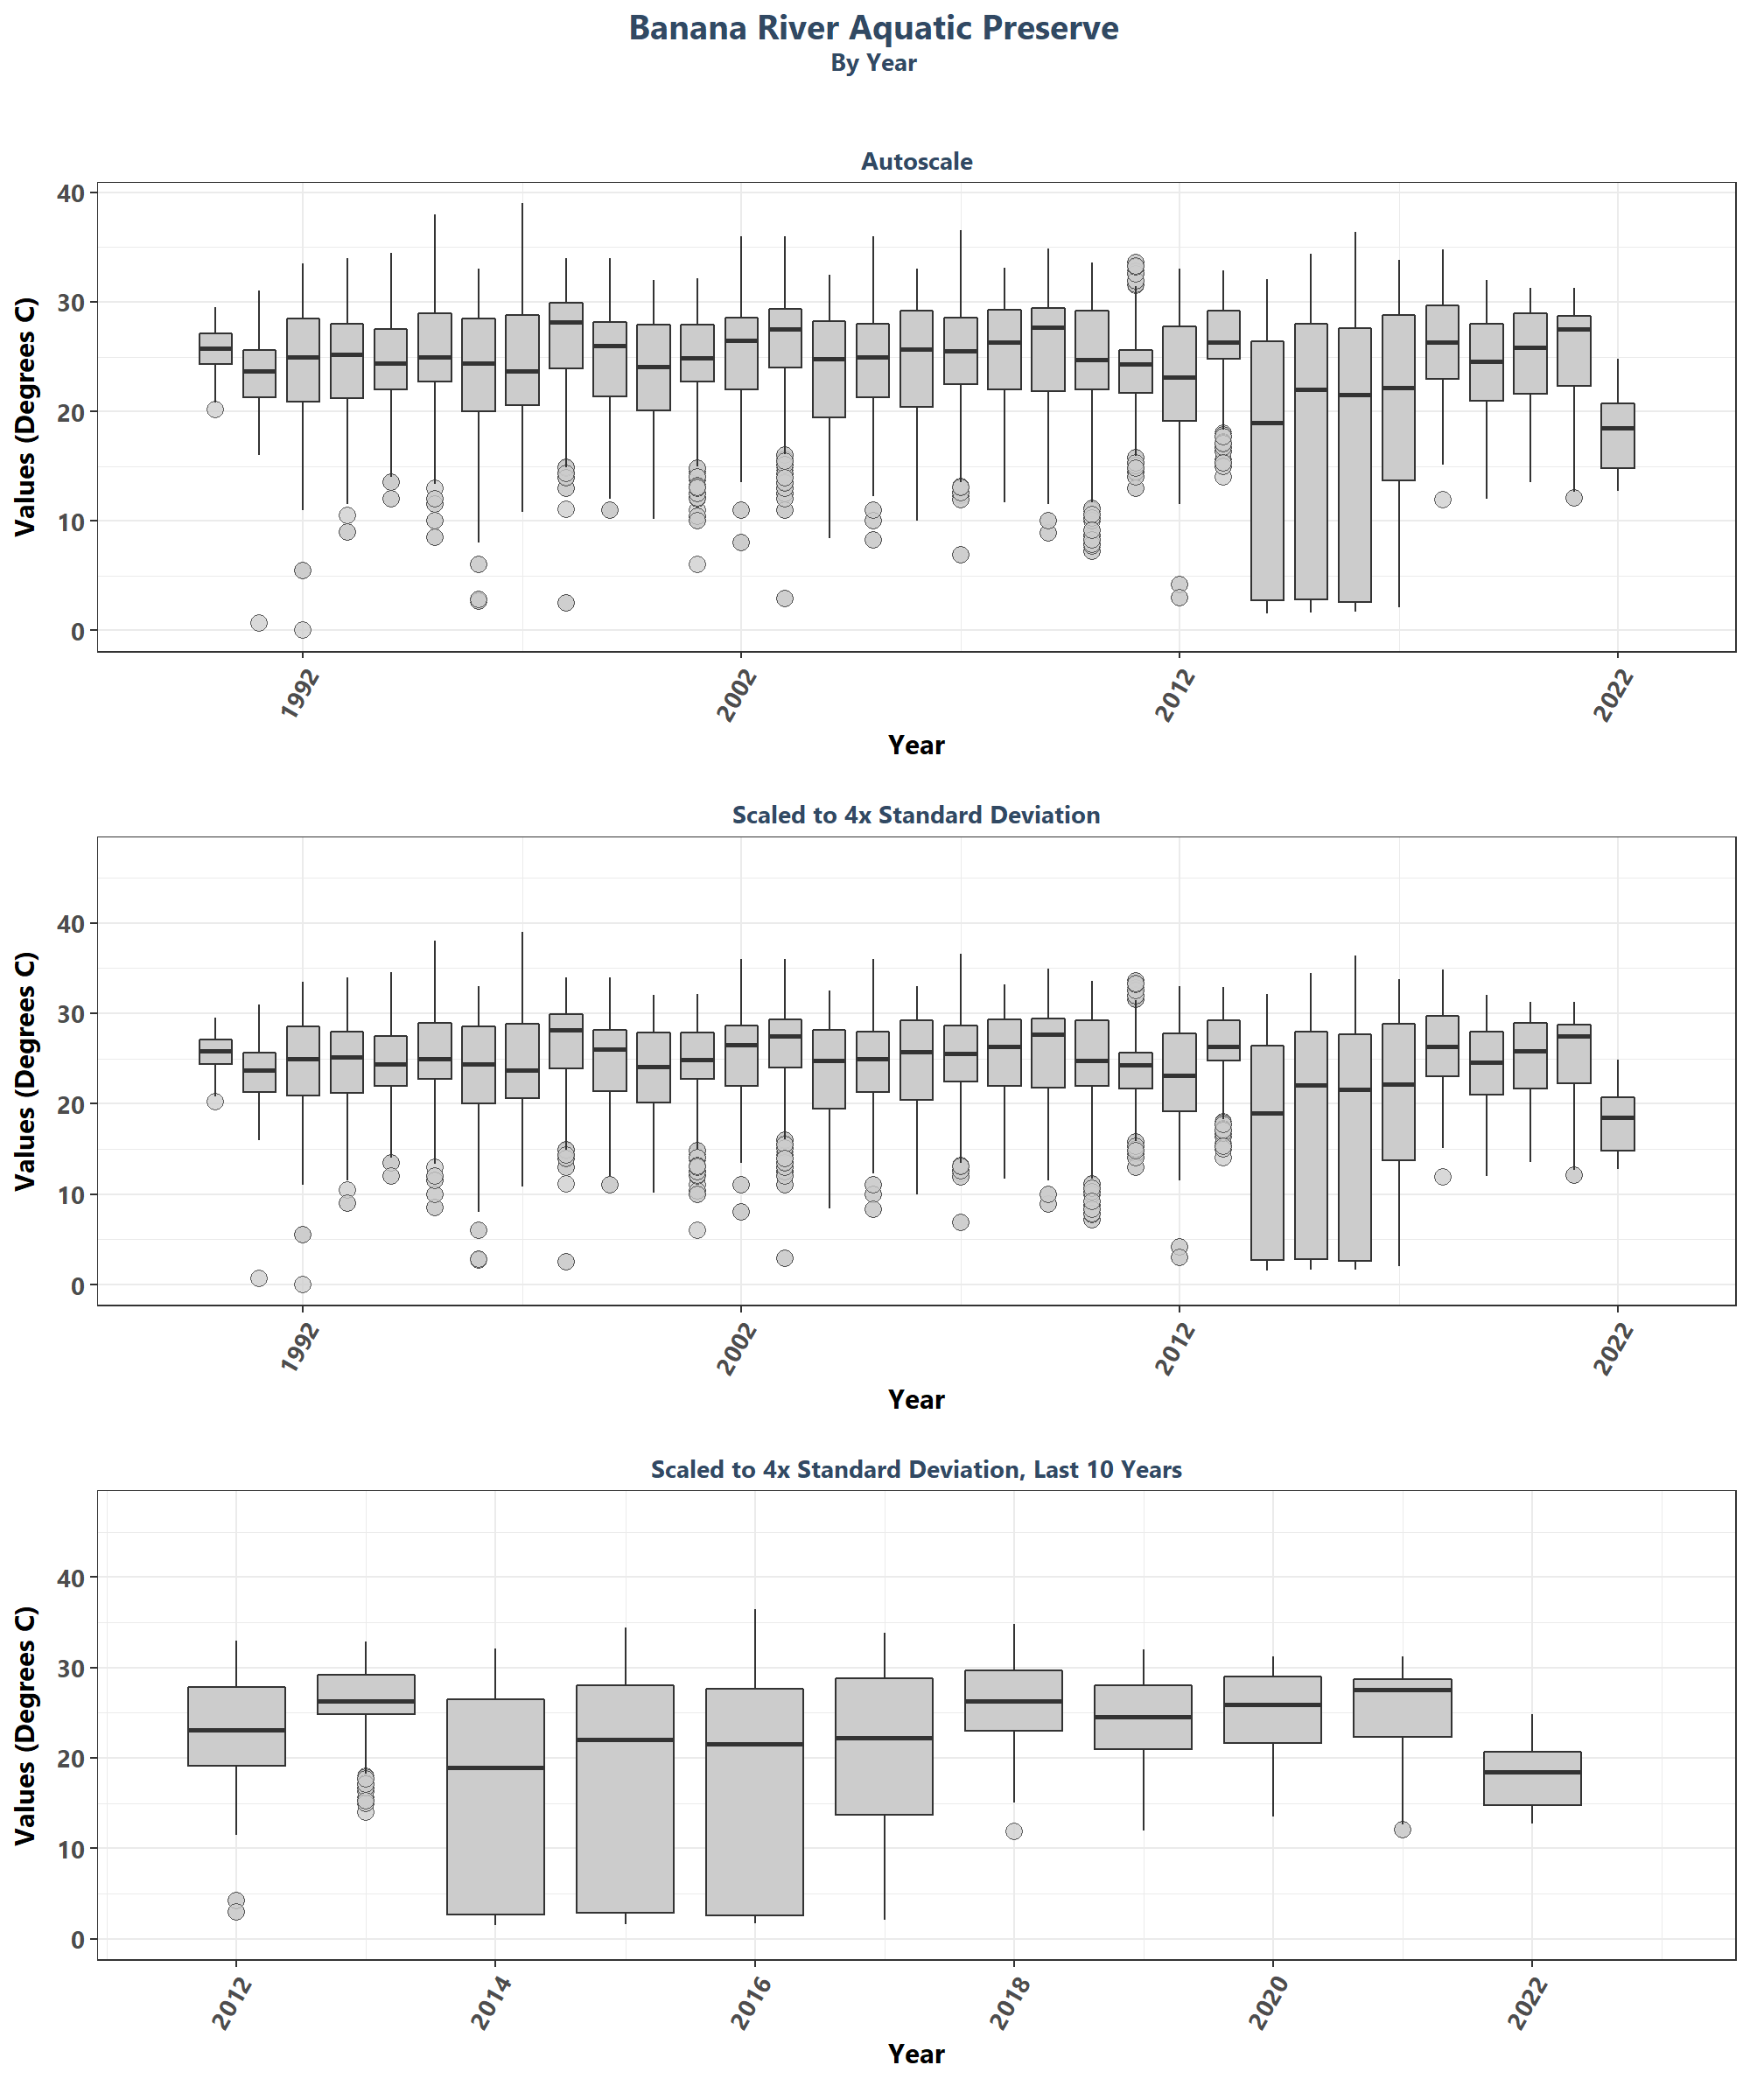 Banana River Aquatic Preserve
By Year
Autoscale
Values (Degrees C)
40
30
20
10
0
1992
2002
2012
2022
Year
Scaled to 4x Standard Deviation
Values (Degrees C)
40
30
20
10
0
1992
2002
2012
2022
Year
Scaled to 4x Standard Deviation, Last 10 Years
Values (Degrees C)
40
30
20
10
0
2012
2014
2016
2018
2020
2022
Year